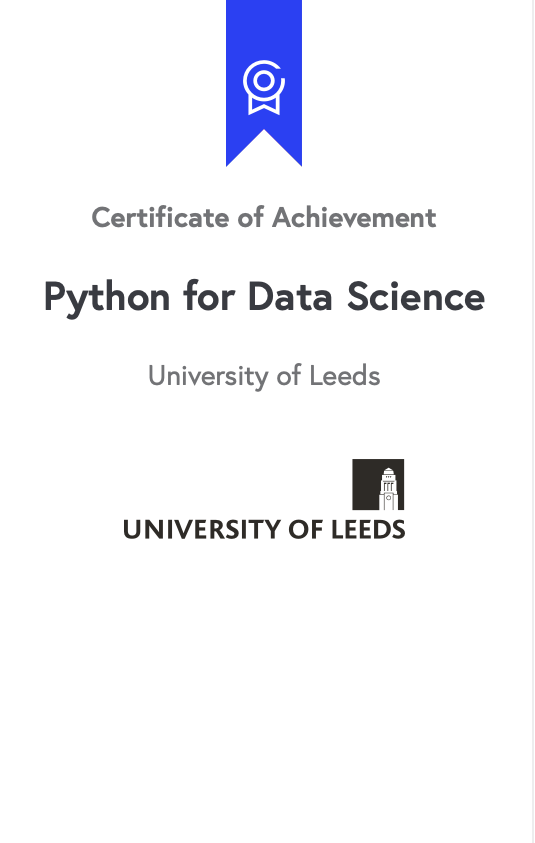 Certificate of Achievement
Python for Data Science
University of Leeds
UNIVERSITY OF LEEDS